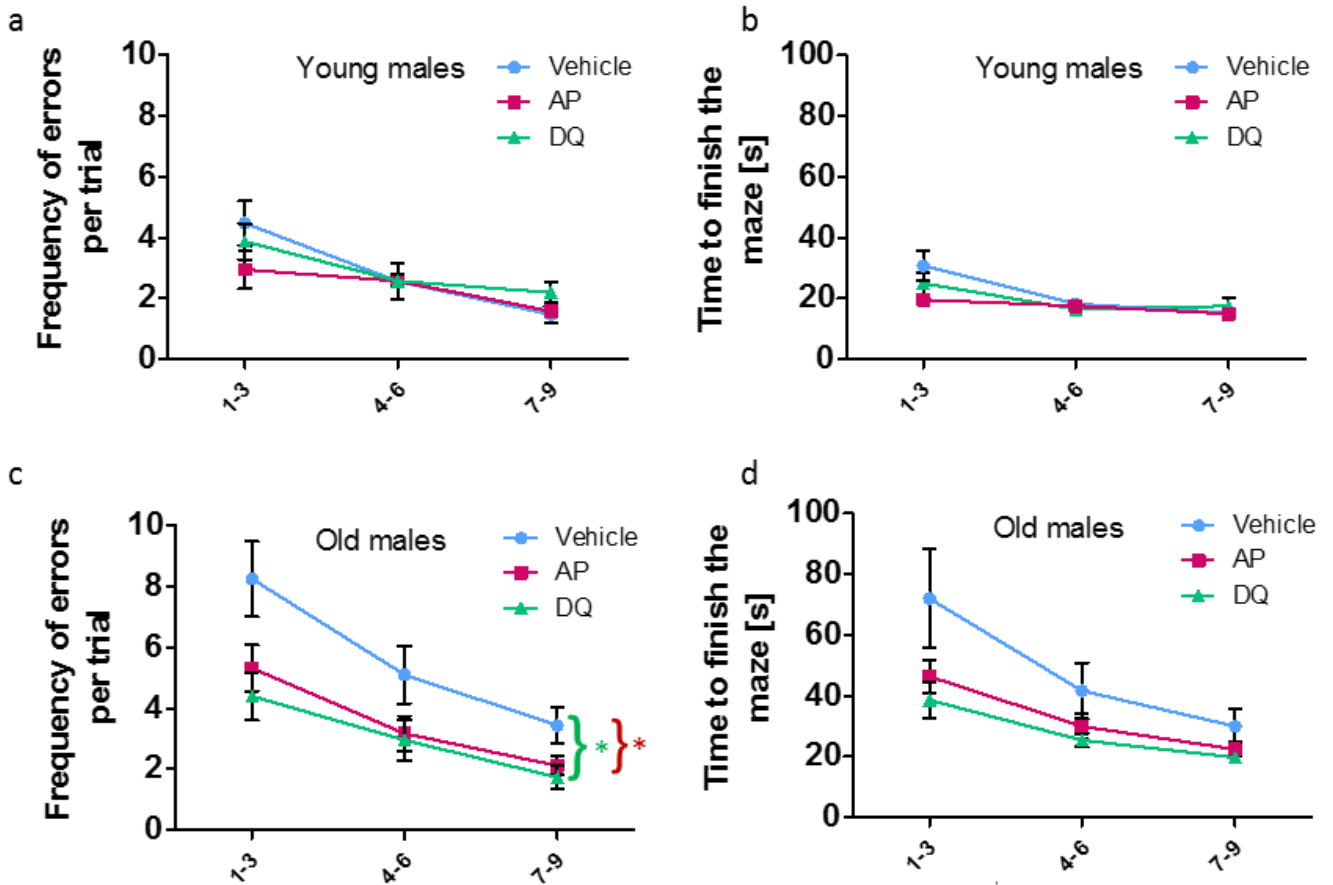 a
Frequency of errors
per trial
10
8
6
4
2
0
Young males
Vehicle
AP
DQ
1-3
4-6
7-9
b
Time to finish the
maze [s]
100
80
60
40
20
0
Young males
Vehicle
AP
DQ
1-3
4-6
7-9
c
Frequency of errors
per trial
10
8
6
4
2
0
Old males
Vehicle
AP
DQ
} * } *
1-3
4-6
7-9
d
Time to finish the
maze [s]
100
80
60
40
20
0
Old males
Vehicle
AP
DQ
1-3
4-6
7-9